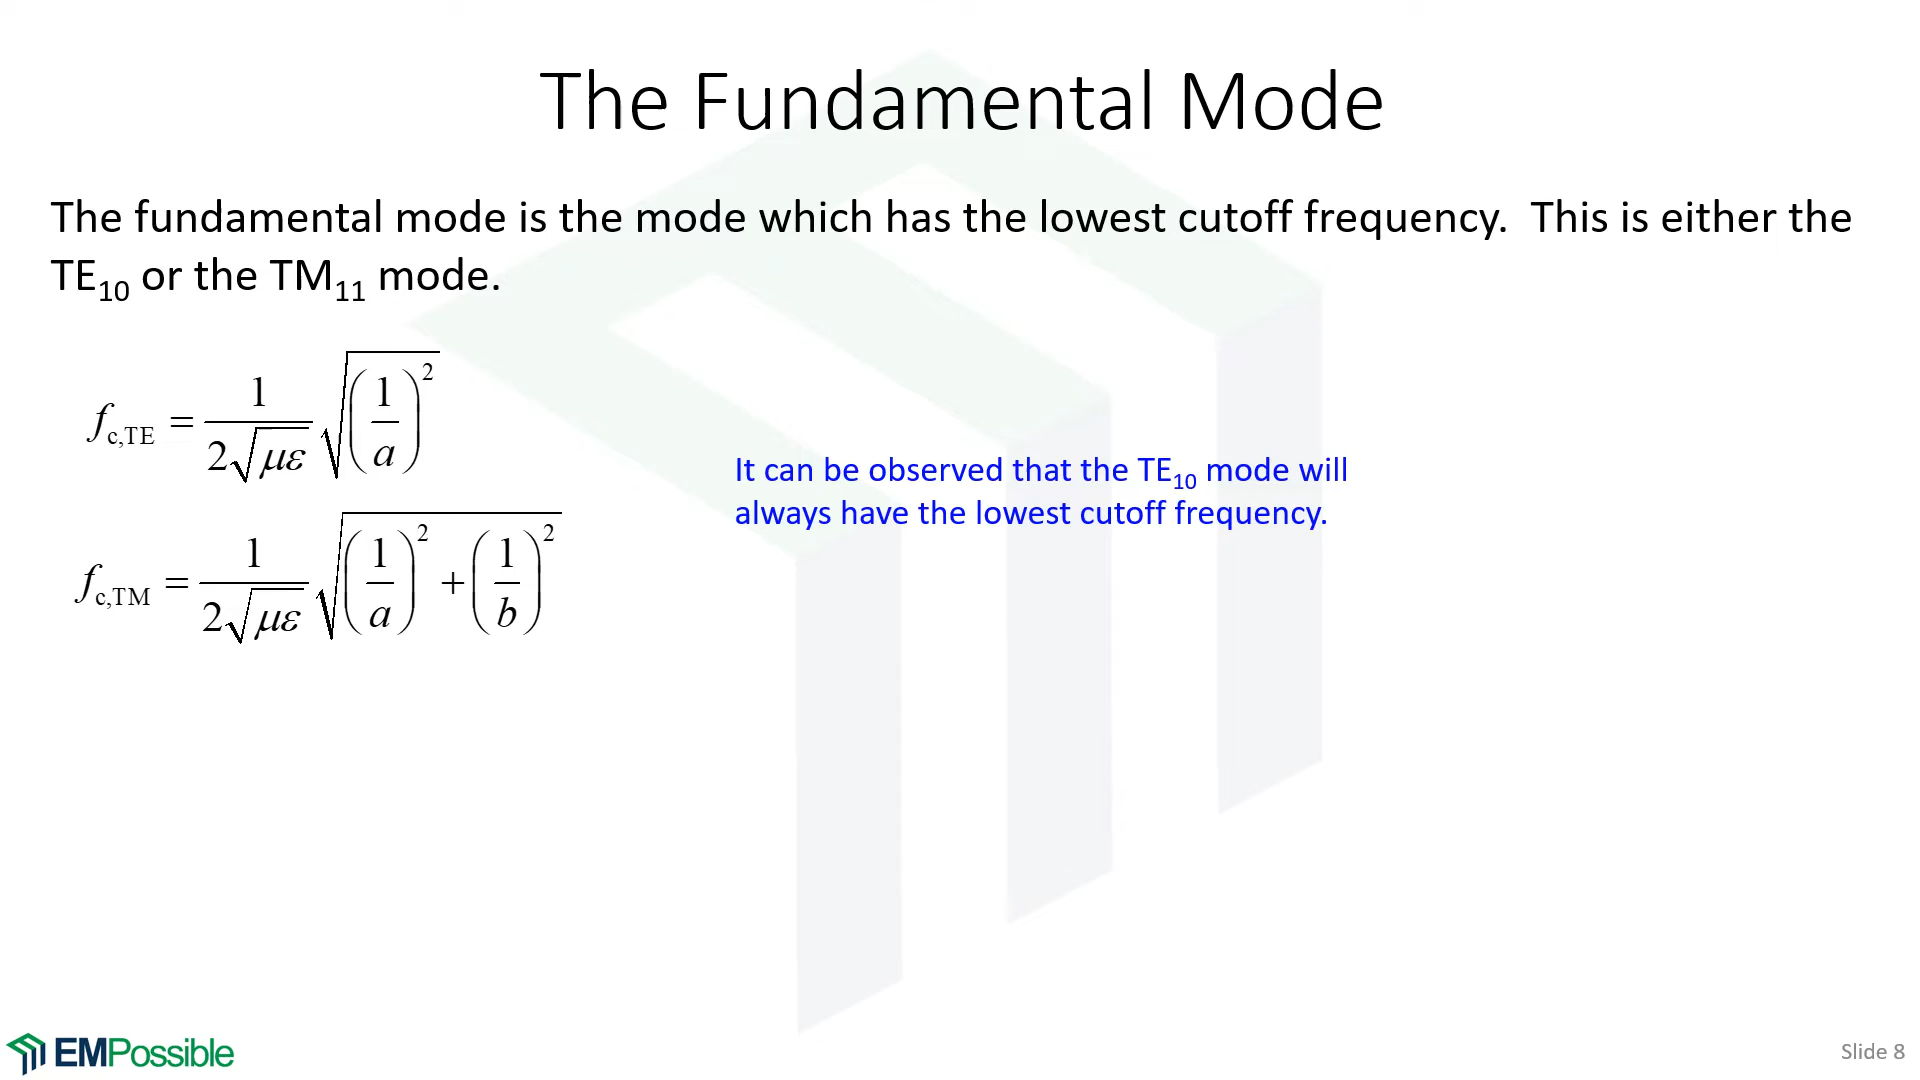 The Fundamental Mode
The fundamental mode is the mode which has the lowest cutoff frequency. This is either the
TE₁₀ or the TM₁₁ mode.
f_c,TE = 1/(2√(με)) √((1/a)²)
It can be observed that the TE₁₀ mode will
always have the lowest cutoff frequency.
f_c,TM = 1/(2√(με)) √((1/a)² + (1/b)²)
EMPossible
Slide 8